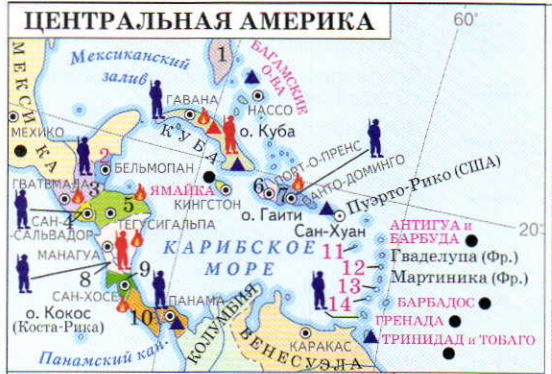 ЦЕНТРАЛЬНАЯ АМЕРИКА
60°
Мексиканский
залив
1
БАГАМСКИЕ
О-ВА
МЕКСИКА
ГАВАНА
НАССО
о. Куба
КУБА
МЕХИКО
2
БЕЛЬМОПАН
ПОРТ-О-ПРЕНС
САНТО-ДОМИНГО
ГВАТЕМАЛА
3
ЯМАЙКА
КИНГСТОН
6
7
Пуэрто-Рико (США)
4
5
о. Гаити
Сан-Хуан
САН-
САЛЬВАДОР
ТЕГУСИГАЛЬПА
АНТИГУА и
БАРБУДА
20°
МАНАГУА
КАРИБСКОЕ
МОРЕ
11
Гваделупа (Фр.)
12
8
9
13
Мартиника (Фр.)
САН-ХОСЕ
14
БАРБАДОС
о. Кокос
(Коста-Рика)
10
ПАНАМА
ГРЕНАДА
КОЛУМБИЯ
КАРАКАС
ТРИНИДАД и ТОБАГО
Панамский кан.
ВЕНЕСУЭЛА